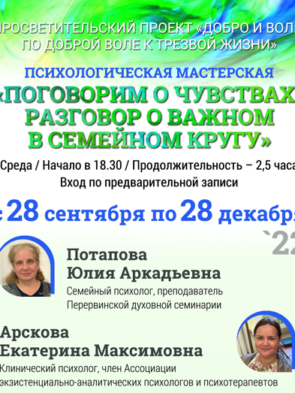 ПРОСВЕТИТЕЛЬСКИЙ ПРОЕКТ «ДОБРО И ВОЛЯ
ПО ДОБРОЙ ВОЛЕ К ТРЕЗВОЙ ЖИЗНИ»
ПСИХОЛОГИЧЕСКАЯ МАСТЕРСКАЯ
«ПОГОВОРИМ О ЧУВСТВАХ
РАЗГОВОР О ВАЖНОМ
В СЕМЕЙНОМ КРУГУ»
Среда / Начало в 18.30 / Продолжительность – 2,5 часа
Вход по предварительной записи
с 28 сентября по 28 декабря
`22
Потапова
Юлия Аркадьевна
Семейный психолог, преподаватель
Перервинской духовной семинарии
Арскова
Екатерина Максимовна
Клинический психолог, член Ассоциации
экзистенциально-аналитических психологов и психотерапевтов